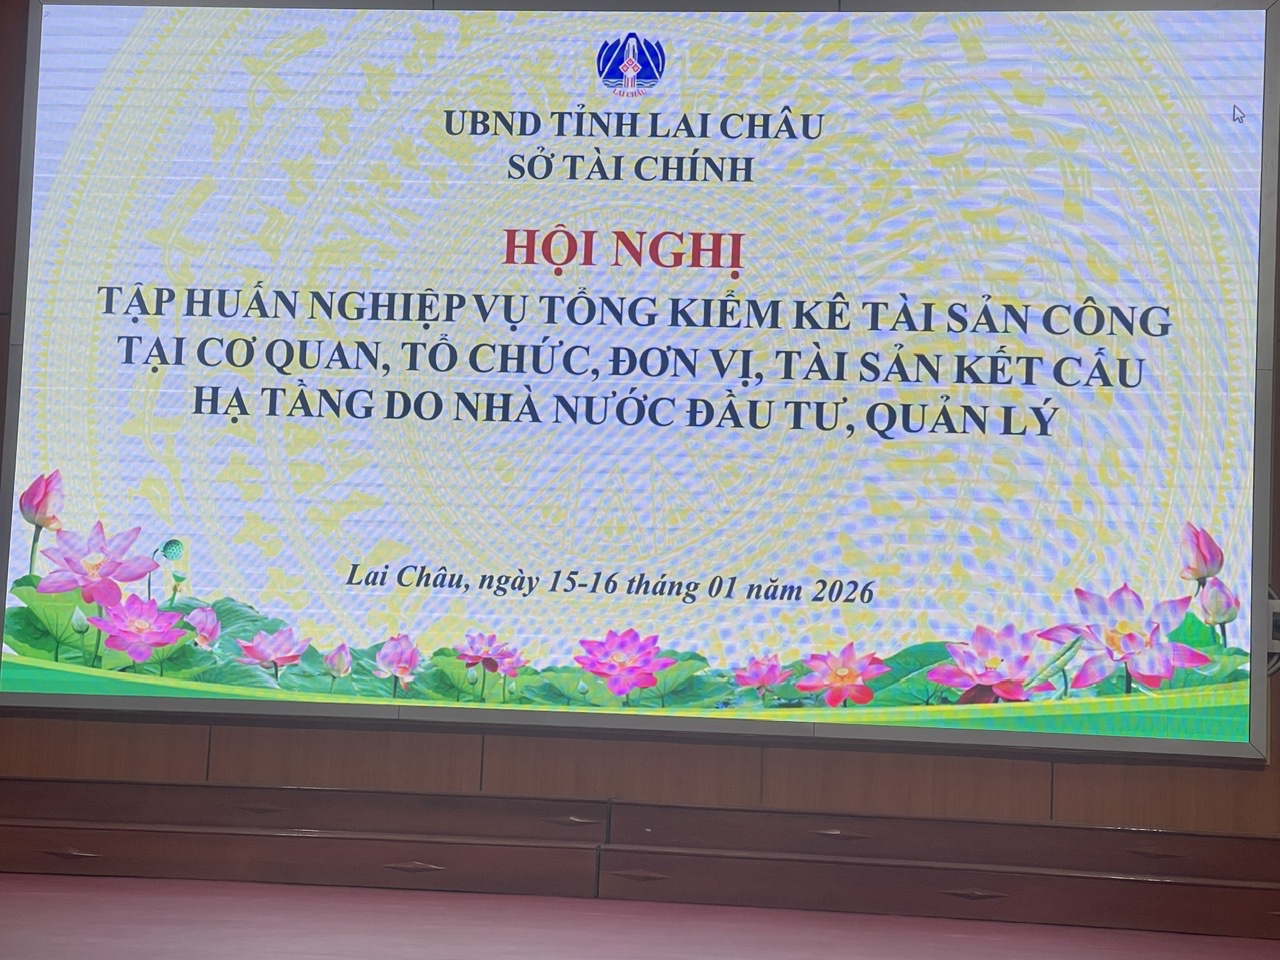 LAI CHÂU
UBND TỈNH LAI CHÂU
SỞ TÀI CHÍNH
HỘI NGHỊ
TẬP HUẤN NGHIỆP VỤ TỔNG KIỂM KÊ TÀI SẢN CÔNG
TẠI CƠ QUAN, TỔ CHỨC, ĐƠN VỊ, TÀI SẢN KẾT CẤU
HẠ TẦNG DO NHÀ NƯỚC ĐẦU TƯ, QUẢN LÝ
Lai Châu, ngày 15-16 tháng 01 năm 2026